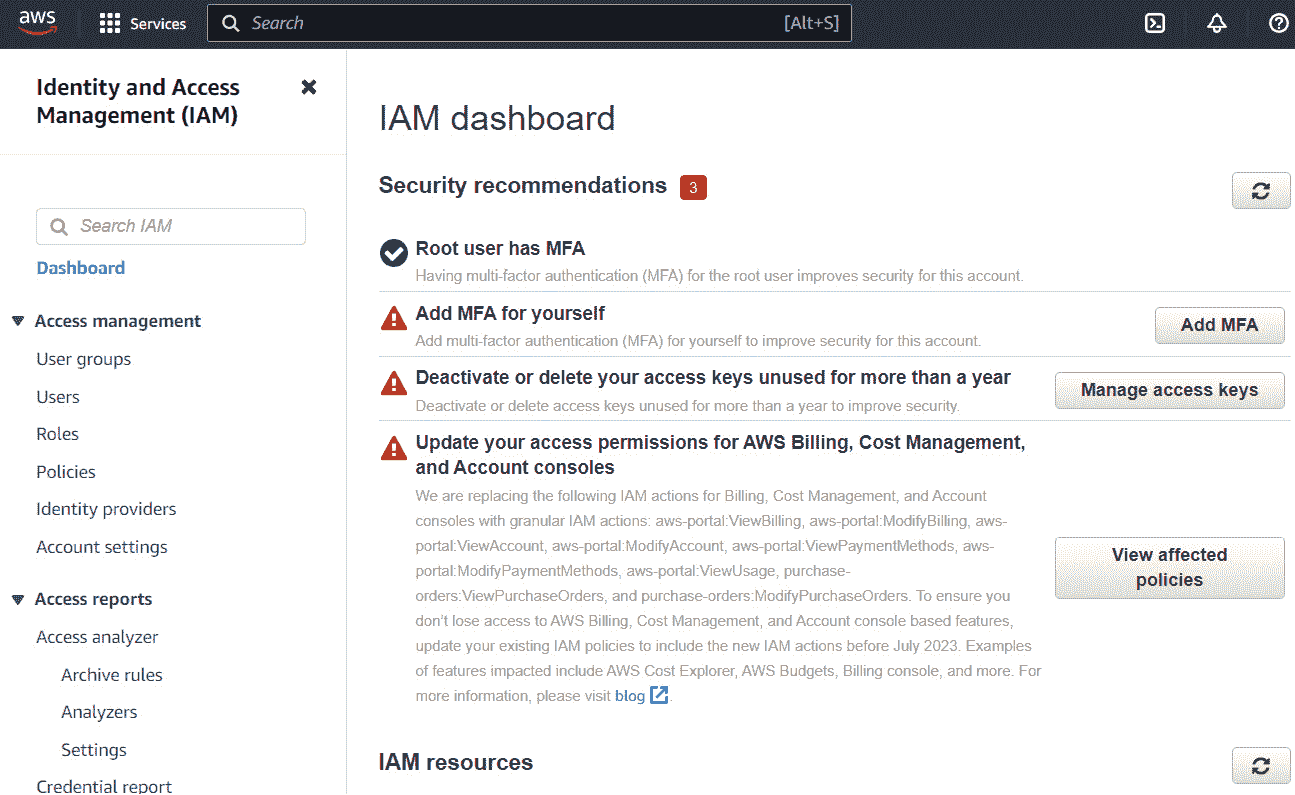 aws
Services
Search
[Alt+S]
Identity and Access
Management (IAM)
Search IAM
Dashboard
Access management
User groups
Users
Roles
Policies
Identity providers
Account settings
Access reports
Access analyzer
Archive rules
Analyzers
Settings
Credential report
IAM dashboard
Security recommendations 3
Root user has MFA
Having multi-factor authentication (MFA) for the root user improves security for this account.
Add MFA for yourself
Add multi-factor authentication (MFA) for yourself to improve security for this account.
Add MFA
Deactivate or delete your access keys unused for more than a year
Deactivate or delete access keys unused for more than a year to improve security.
Manage access keys
Update your access permissions for AWS Billing, Cost Management,
and Account consoles
We are replacing the following IAM actions for Billing, Cost Management, and Account
consoles with granular IAM actions: aws-portal:ViewBilling, aws-portal:ModifyBilling, aws-
portal:ViewAccount, aws-portal:ModifyAccount, aws-portal:ViewPaymentMethods, aws-
portal:ModifyPaymentMethods, aws-portal:ViewUsage, purchase-
orders:ViewPurchaseOrders, and purchase-orders:ModifyPurchaseOrders. To ensure you
don't lose access to AWS Billing, Cost Management, and Account console based features,
update your existing IAM policies to include the new IAM actions before July 2023. Examples
of features impacted include AWS Cost Explorer, AWS Budgets, Billing console, and more. For
more information, please visit blog.
View affected
policies
IAM resources